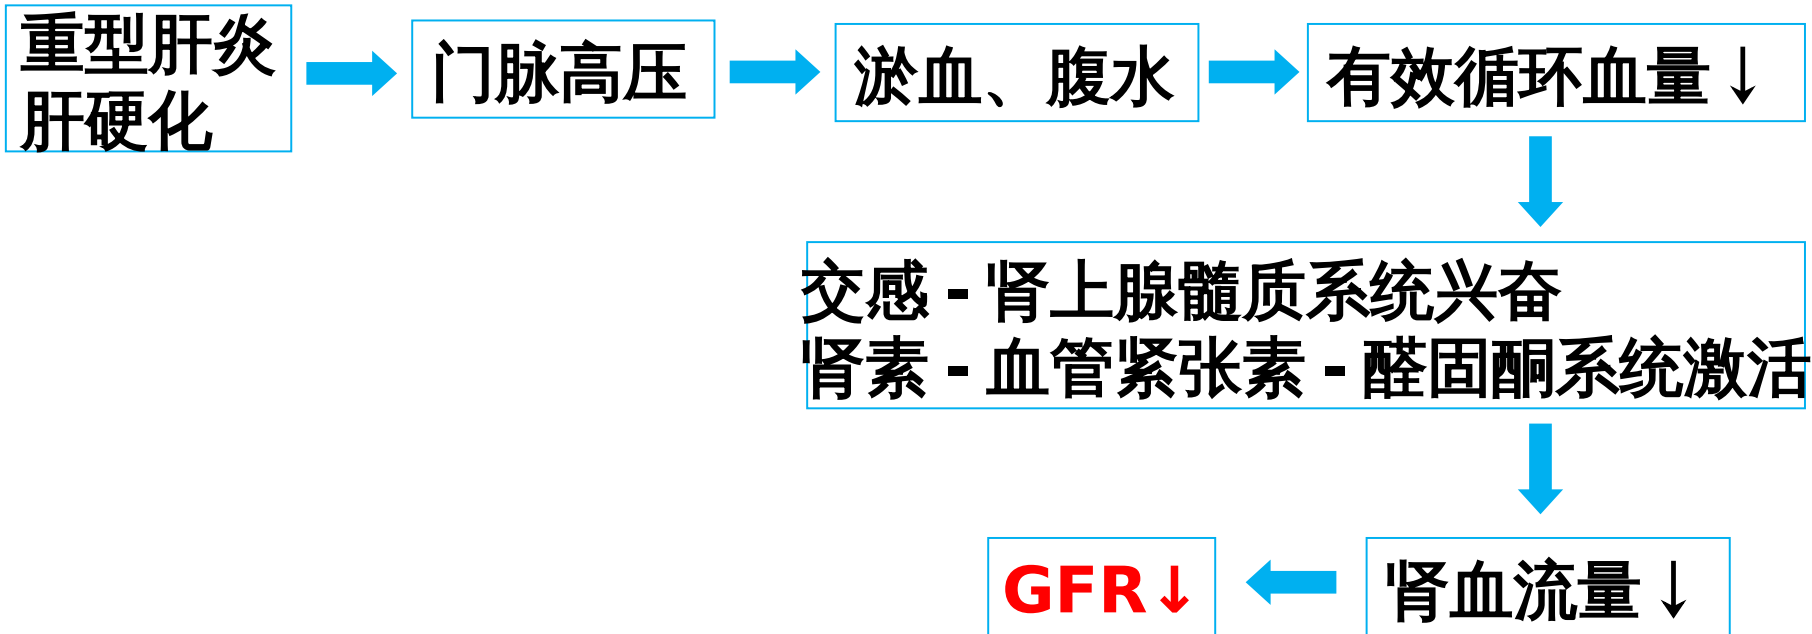 重型肝炎
肝硬化
门脉高压
淤血、腹水
有效循环血量↓
交感-肾上腺髓质系统兴奋
肾素-血管紧张素-醛固酮系统激活
肾血流量↓
GFR↓